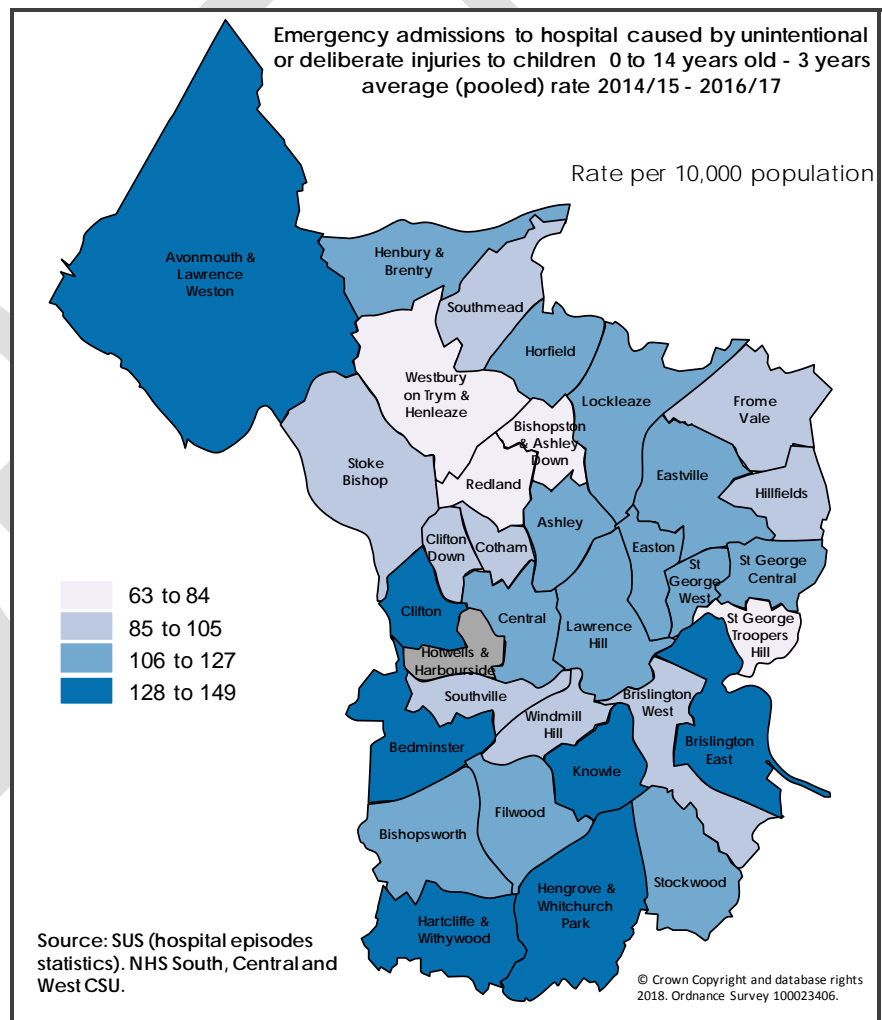 Emergency admissions to hospital caused by unintentional
or deliberate injuries to children 0 to 14 years old - 3 years
average (pooled) rate 2014/15 - 2016/17
Rate per 10,000 population
Avonmouth &
Lawrence
Weston
Henbury &
Brentry
Southmead
Horfield
Westbury
on Trym &
Henleaze
Lockleaze
Frome
Vale
Bishopston
& Ashley
Down
Stoke
Bishop
Redland
Eastville
Hillfields
Ashley
Clifton
Down
Cotham
Easton
St
George
West
St George
Central
63 to 84
85 to 105
106 to 127
128 to 149
Clifton
Central
Lawrence
Hill
St George
Troopers
Hill
Hotwells &
Harbourside
Southville
Windmill
Hill
Brislington
West
Bedminster
Knowle
Brislington
East
Bishopsworth
Filwood
Stockwood
Hengrove &
Whitchurch
Park
Hartcliffe &
Withywood
Source: SUS (hospital episodes
statistics). NHS South, Central and
West CSU.
© Crown Copyright and database rights
2018. Ordnance Survey 100023406.